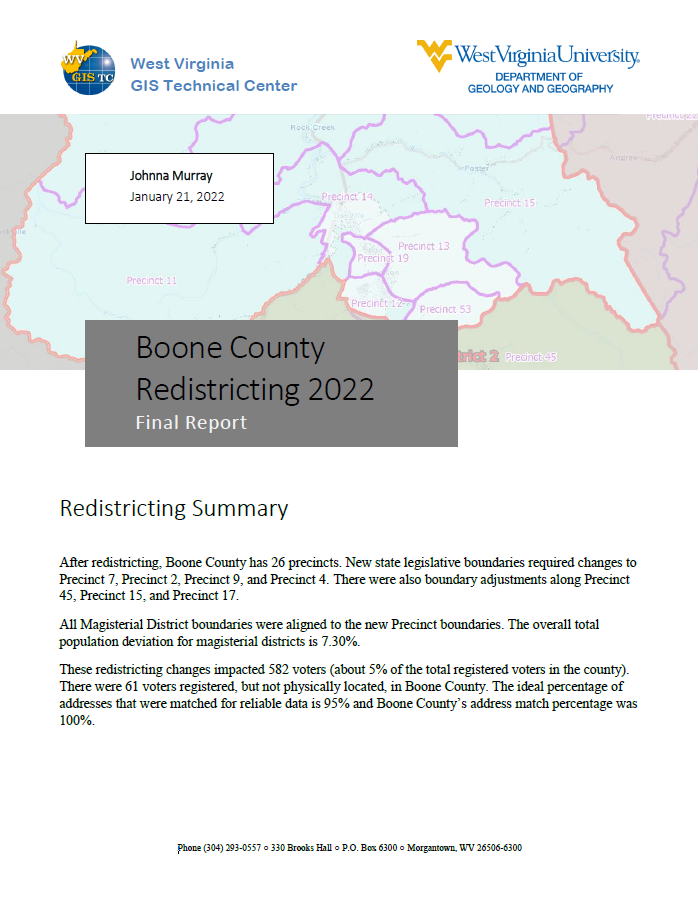 WV
GIS TC
West Virginia
GIS Technical Center
WestVirginiaUniversity®
DEPARTMENT OF
GEOLOGY AND GEOGRAPHY
Rock Creek
Johnna Murray
January 21, 2022
Foster
Precinct 14
Precinct 15
Precinct 13
Precinct 19
Precinct 11
Precinct 12
Precinct 53
trict 2
Precinct 45
Boone County
Redistricting 2022
Final Report
Redistricting Summary
After redistricting, Boone County has 26 precincts. New state legislative boundaries required changes to
Precinct 7, Precinct 2, Precinct 9, and Precinct 4. There were also boundary adjustments along Precinct
45, Precinct 15, and Precinct 17.
All Magisterial District boundaries were aligned to the new Precinct boundaries. The overall total
population deviation for magisterial districts is 7.30%.
These redistricting changes impacted 582 voters (about 5% of the total registered voters in the county).
There were 61 voters registered, but not physically located, in Boone County. The ideal percentage of
addresses that were matched for reliable data is 95% and Boone County’s address match percentage was
100%.
Phone (304) 293-0557 ○ 330 Brooks Hall ○ P.O. Box 6300 ○ Morgantown, WV 26506-6300